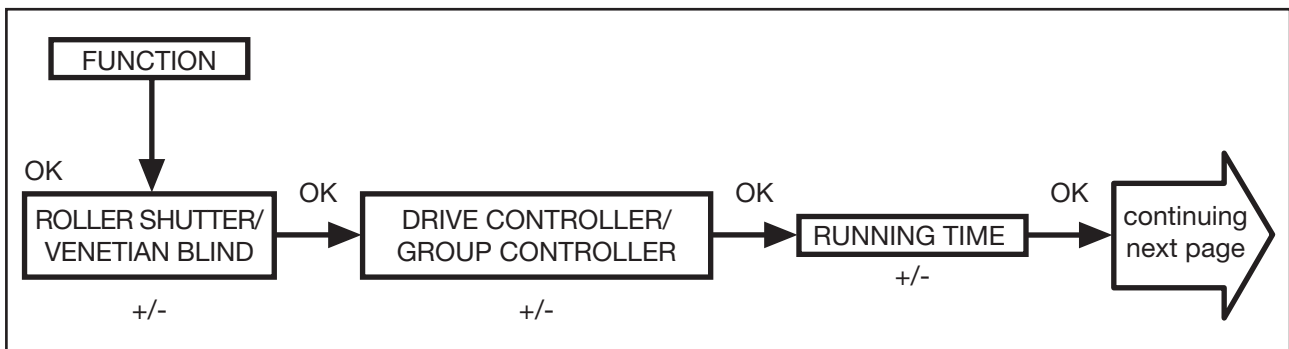 FUNCTION
OK
ROLLER SHUTTER/
VENETIAN BLIND
+/-
OK
DRIVE CONTROLLER/
GROUP CONTROLLER
+/-
OK
RUNNING TIME
+/-
OK
continuing
next page